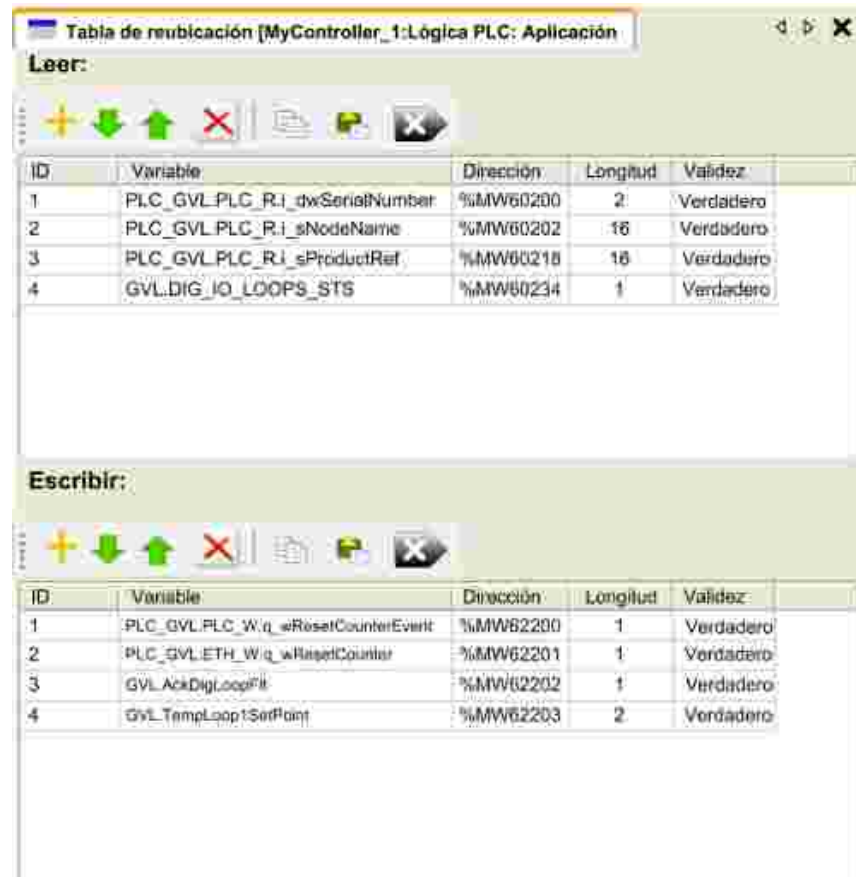 Tabla de reubicación [MyController_1:Lógica PLC: Aplicación
Leer:
ID Variable Dirección Longitud Validez
1 PLC_GVL.PLC_R.i_dwSerialNumber %MW60200 2 Verdadero
2 PLC_GVL.PLC_R.i_sNodeName %MW60202 16 Verdadero
3 PLC_GVL.PLC_R.i_sProductRef %MW60218 16 Verdadero
4 GVL.DIG_IO_LOOPS_STS %MW60234 1 Verdadero
Escribir:
ID Variable Dirección Longitud Validez
1 PLC_GVL.PLC_W.q_wResetCounterEvent %MW62200 1 Verdadero
2 PLC_GVL.ETH_W.q_wResetCounter %MW62201 1 Verdadero
3 GVL.AckDigLoopFlt %MW62202 1 Verdadero
4 GVL.TempLoop1SetPoint %MW62203 2 Verdadero